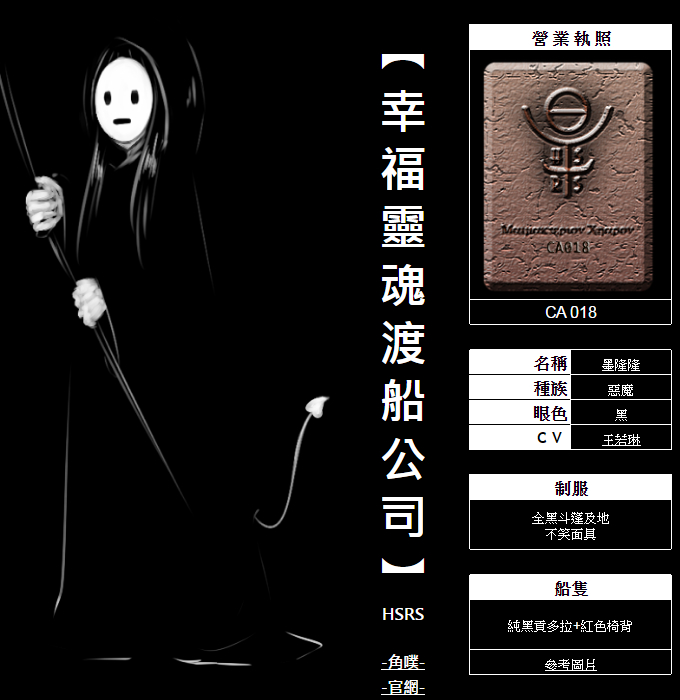 【幸福靈魂渡船公司】
HSRS
-角噗-
-官網-
營業執照
CA018
CA 018
名稱 墨隆隆
種族 惡魔
眼色 黑
ＣＶ 王若琳
制服
全黑斗篷及地
不笑面具
船隻
純黑貢多拉+紅色椅背
參考圖片